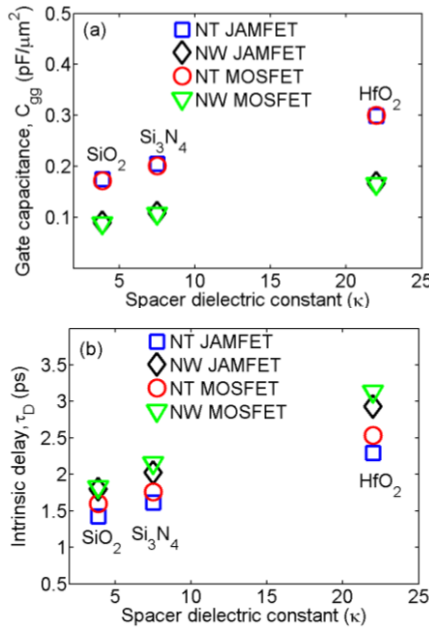 (a)
NT JAMFET
NW JAMFET
NT MOSFET
NW MOSFET
HfO₂
Si₃N₄
SiO₂
Gate capacitance, C_gg (pF/μm²)
0.5
0.4
0.3
0.2
0.1
5 10 15 20 25
Spacer dielectric constant (κ)
(b)
NT JAMFET
NW JAMFET
NT MOSFET
NW MOSFET
HfO₂
SiO₂
Si₃N₄
Intrinsic delay,τ_D (ps)
3.5
3
2.5
2
1.5
1
0.5
5 10 15 20 25
Spacer dielectric constant (κ)